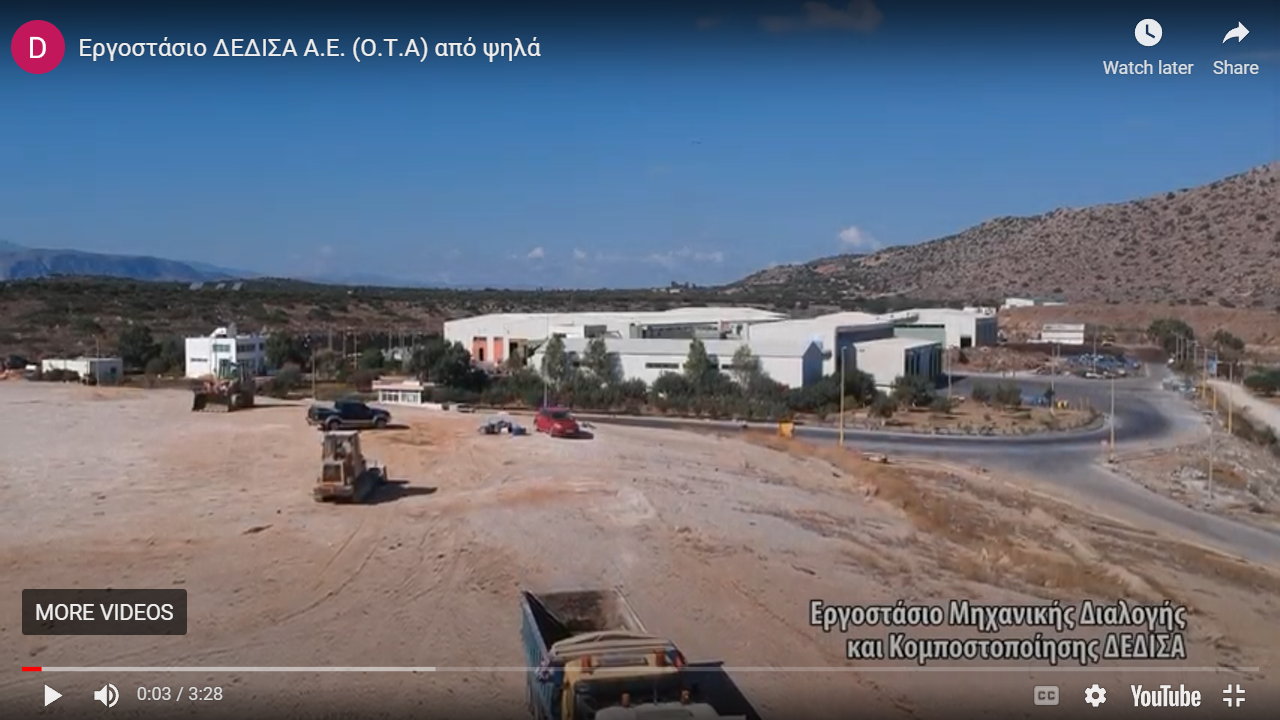 D
Εργοστάσιο ΔΕΔΙΣΑ Α.Ε. (Ο.Τ.Α) από ψηλά
Watch later
Share
MORE VIDEOS
Εργοστάσιο Μηχανικής Διαλογής
και Κομποστοποίησης ΔΕΔΙΣΑ
0:03 / 3:28
CC
YouTube